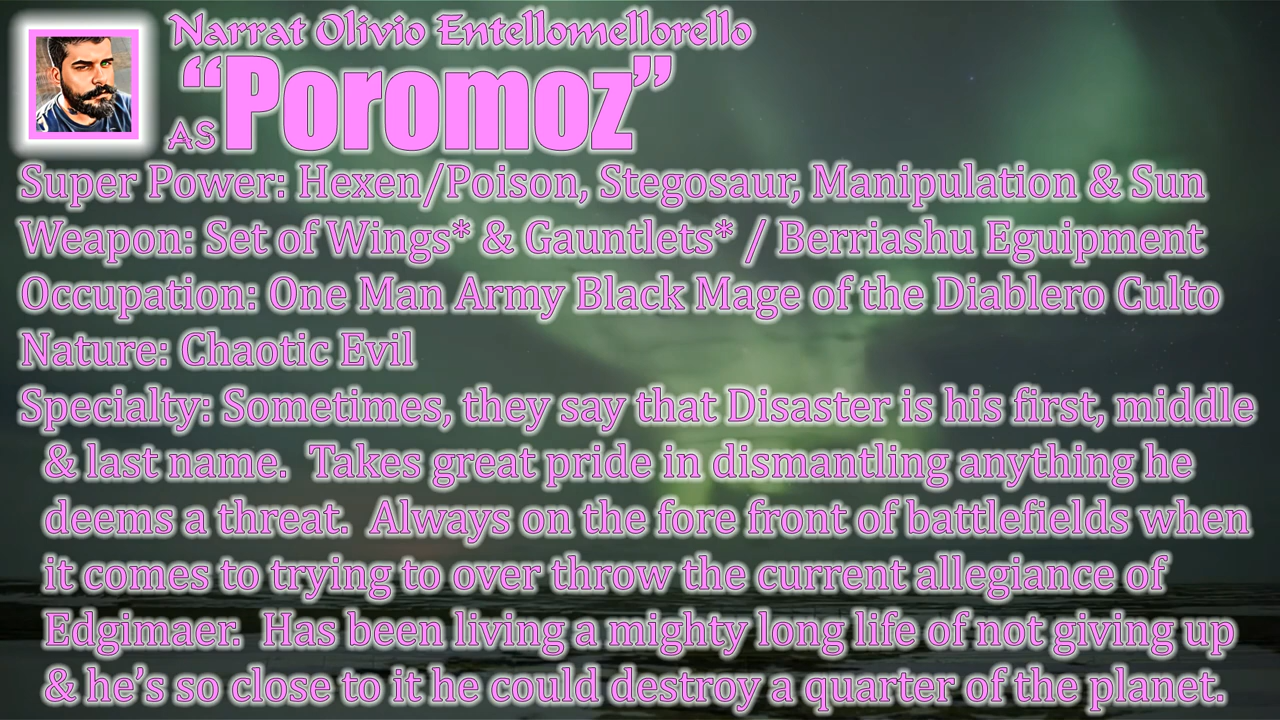 Narrat Olivio Entellomellorello
AS “Poromoz”
Super Power: Hexen/Poison, Stegosaur, Manipulation & Sun
Weapon: Set of Wings* & Gauntlets* / Berriashu Eguipment
Occupation: One Man Army Black Mage of the Diablero Culto
Nature: Chaotic Evil
Specialty: Sometimes, they say that Disaster is his first, middle
& last name.  Takes great pride in dismantling anything he
deems a threat.  Always on the fore front of battlefields when
it comes to trying to over throw the current allegiance of
Edgimaer.  Has been living a mighty long life of not giving up
& he’s so close to it he could destroy a quarter of the planet.